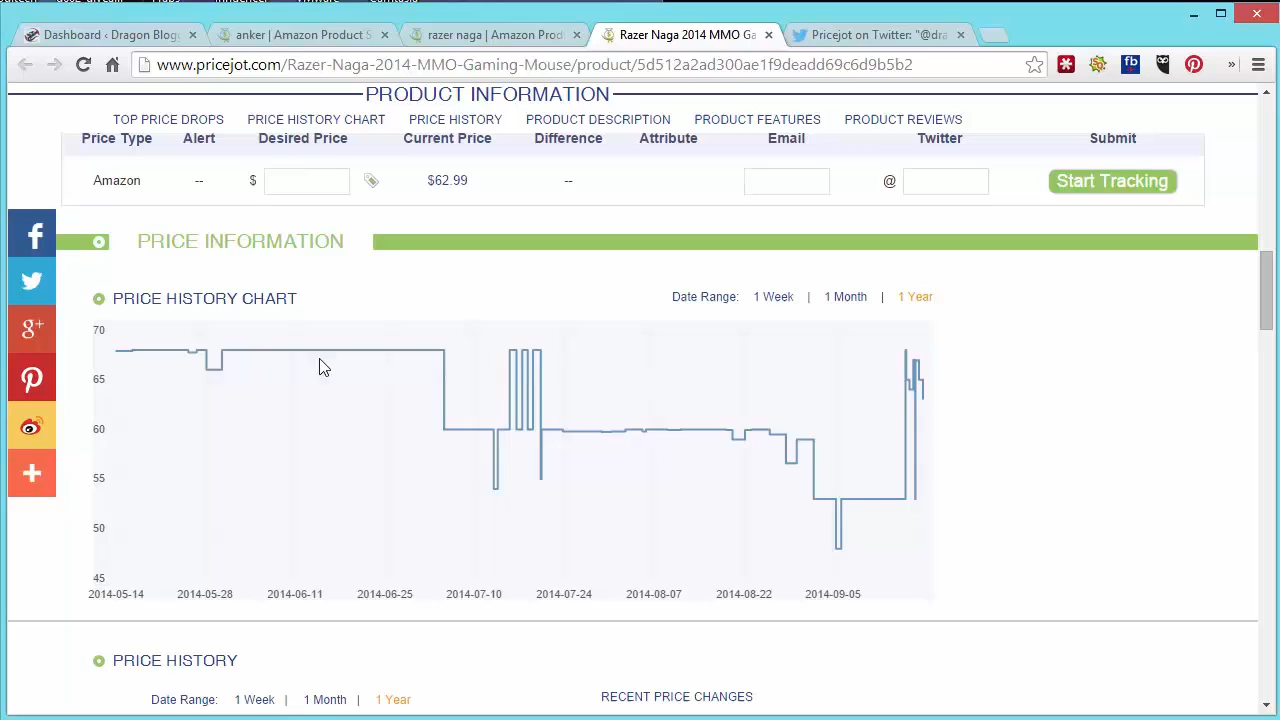 Dashboard ‹ Dragon Blog
anker | Amazon Product S
razer naga | Amazon Prod
Razer Naga 2014 MMO Ga
Pricejot on Twitter: "@dra
www.pricejot.com/Razer-Naga-2014-MMO-Gaming-Mouse/product/5d512a2ad300ae1f9deadd69c6d9b5b2
fb
»
PRODUCT INFORMATION
TOP PRICE DROPS PRICE HISTORY CHART PRICE HISTORY PRODUCT DESCRIPTION PRODUCT FEATURES PRODUCT REVIEWS
Price Type Alert Desired Price Current Price Difference Attribute Email Twitter Submit
Amazon -- $ $62.99 -- @ Start Tracking
PRICE INFORMATION
PRICE HISTORY CHART
Date Range: 1 Week | 1 Month | 1 Year
70
65
60
55
50
45
2014-05-14 2014-05-28 2014-06-11 2014-06-25 2014-07-10 2014-07-24 2014-08-07 2014-08-22 2014-09-05
PRICE HISTORY
Date Range: 1 Week | 1 Month | 1 Year
RECENT PRICE CHANGES